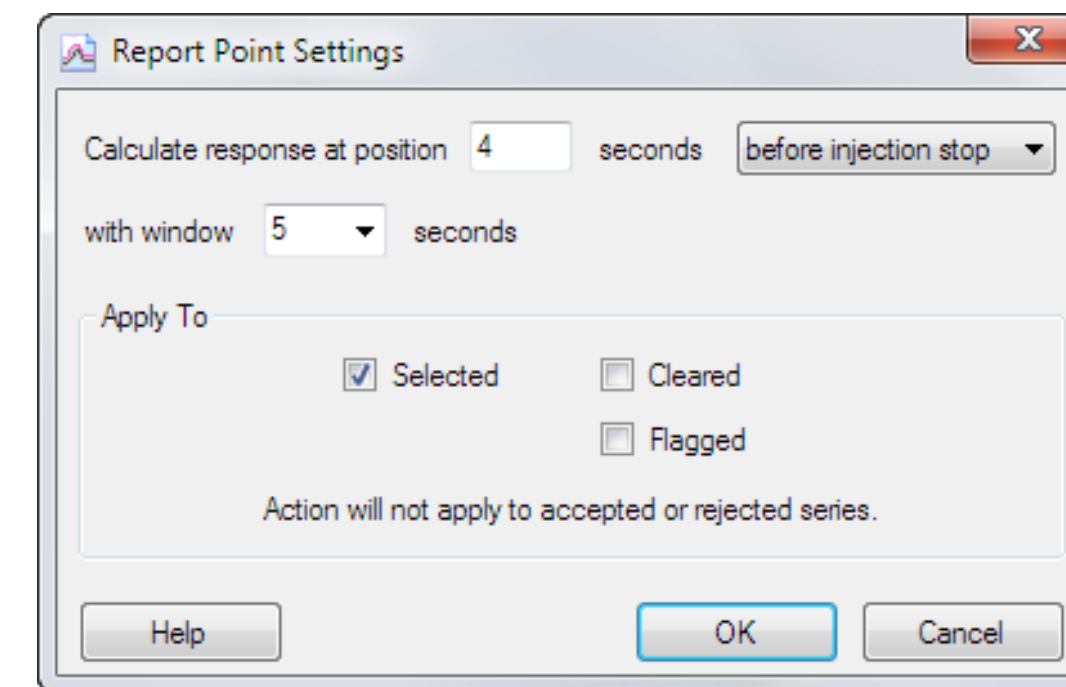 Report Point Settings
Calculate response at position 4 seconds before injection stop
with window 5 seconds
Apply To
Selected Cleared
Flagged
Action will not apply to accepted or rejected series.
Help OK Cancel